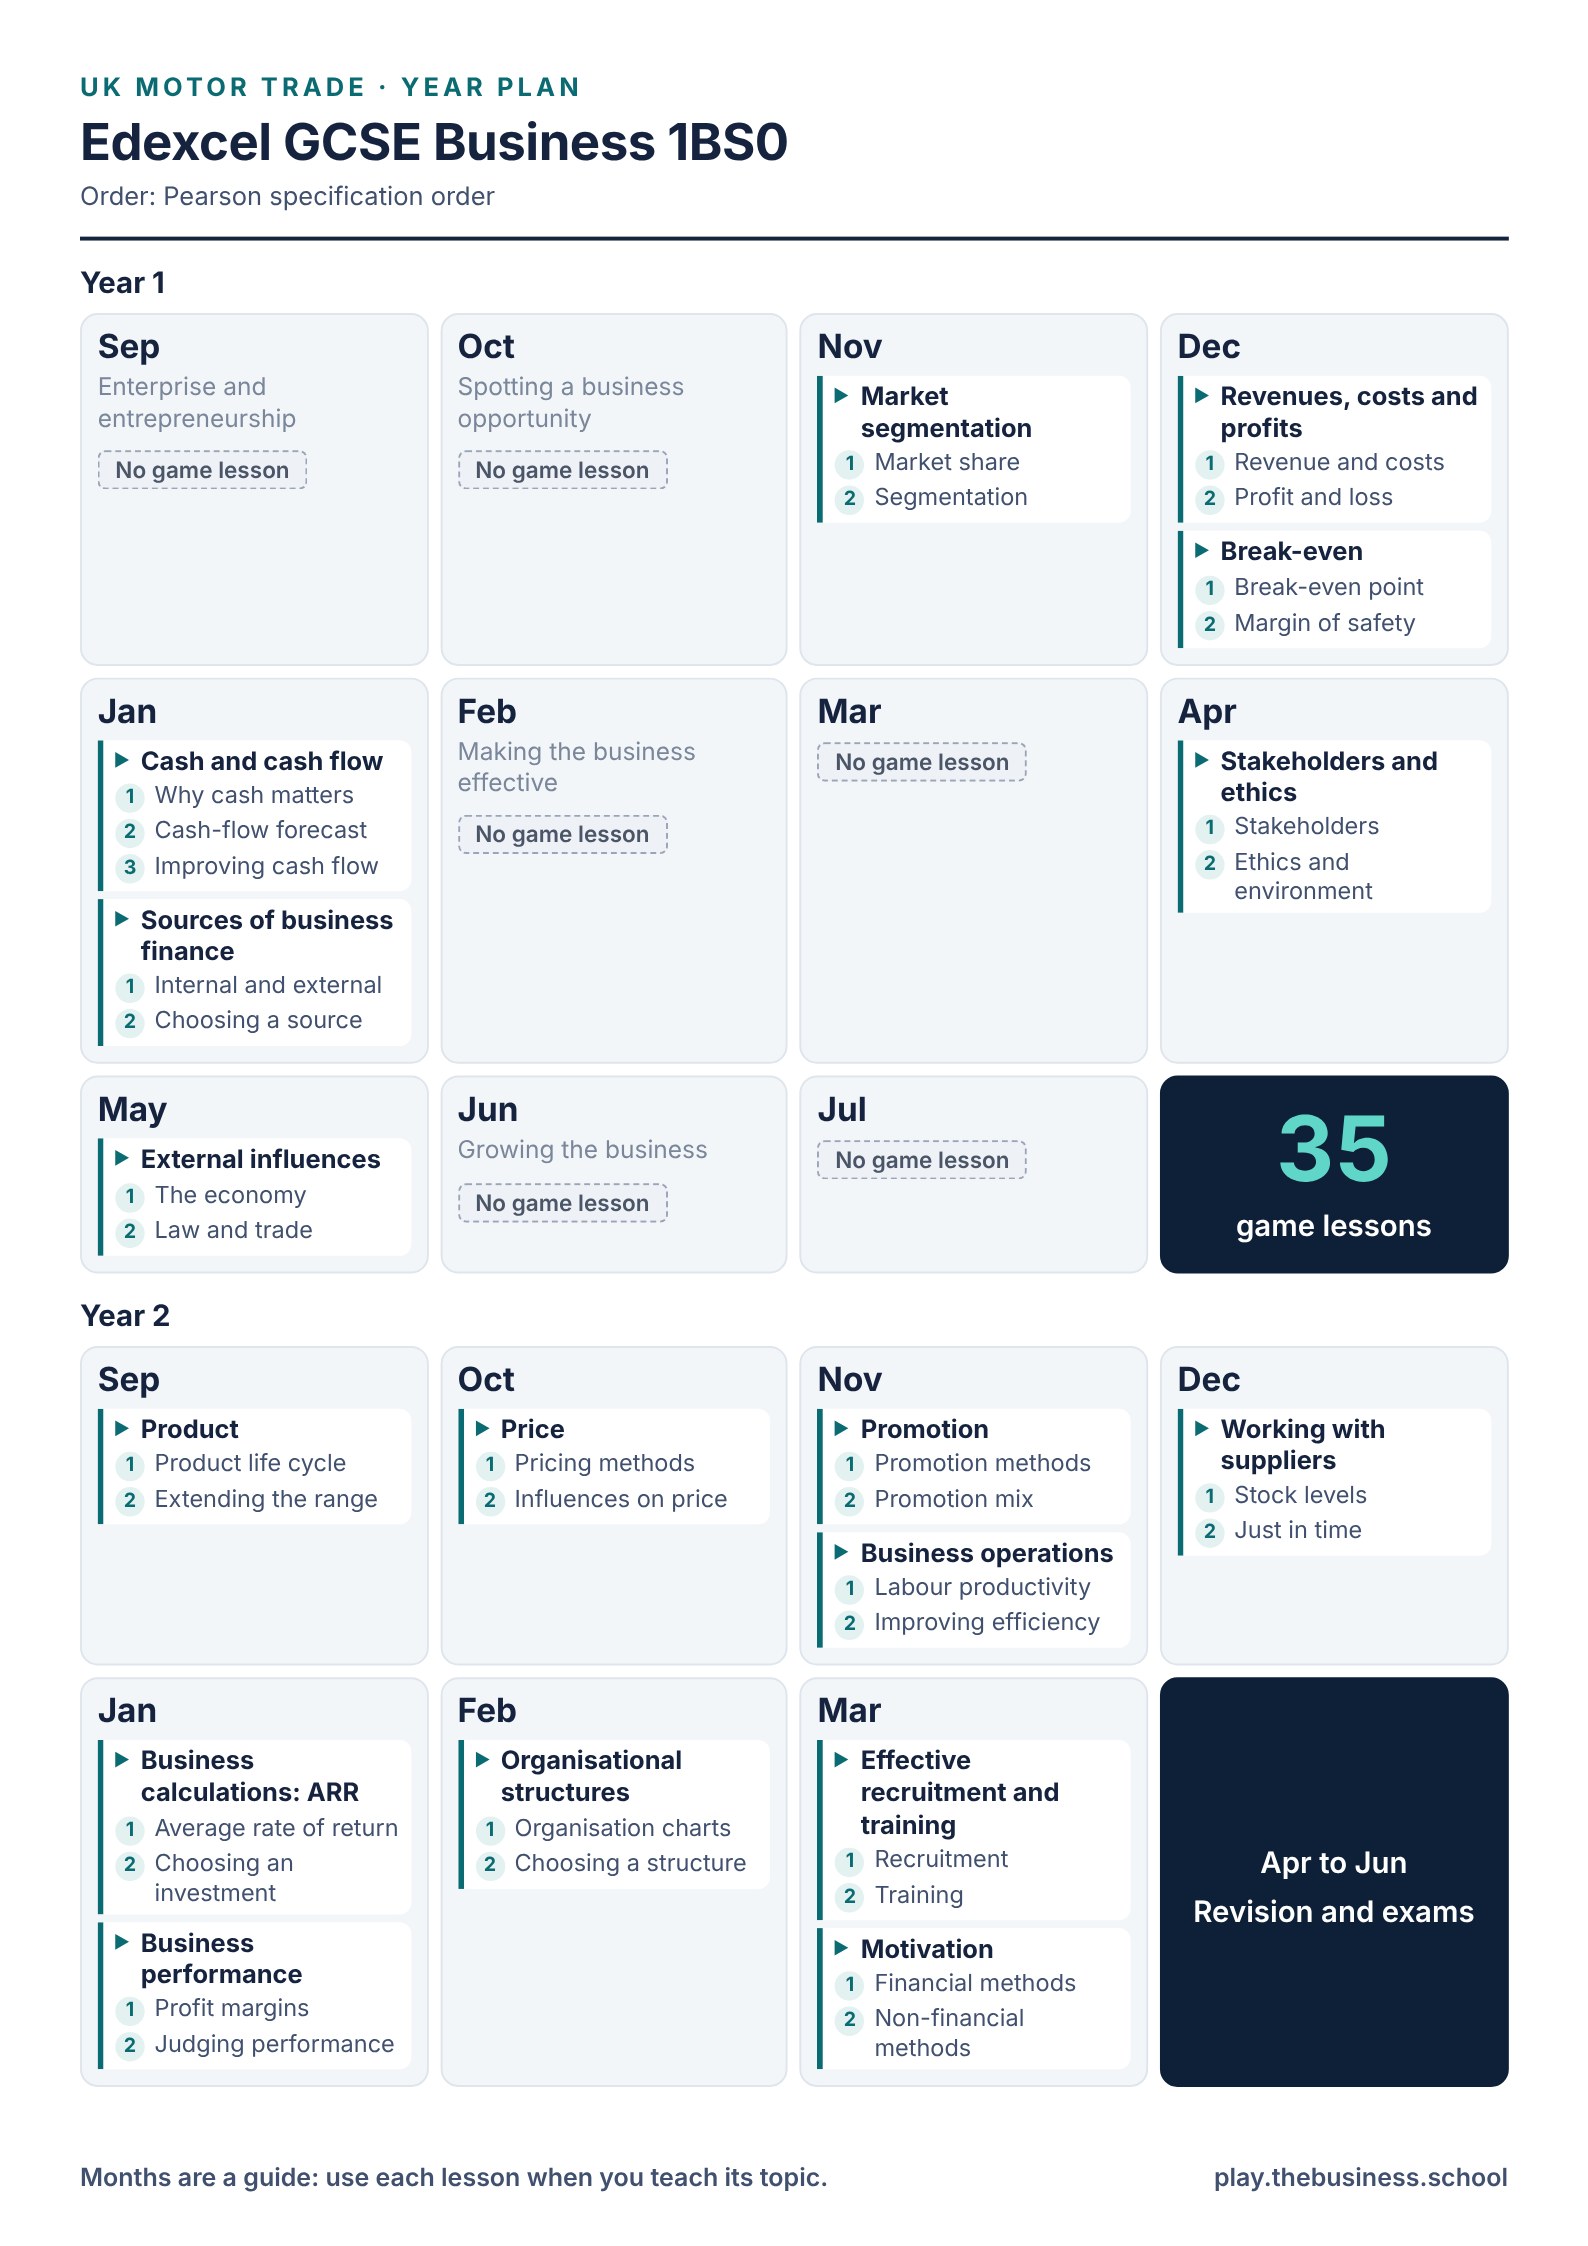 UK MOTOR TRADE · YEAR PLAN
Edexcel GCSE Business 1BS0
Order: Pearson specification order
Year 1
Sep
Enterprise and
entrepreneurship
No game lesson
Oct
Spotting a business
opportunity
No game lesson
Nov
Market
segmentation
1 Market share
2 Segmentation
Dec
Revenues, costs and
profits
1 Revenue and costs
2 Profit and loss
Break-even
1 Break-even point
2 Margin of safety
Jan
Cash and cash flow
1 Why cash matters
2 Cash-flow forecast
3 Improving cash flow
Sources of business
finance
1 Internal and external
2 Choosing a source
Feb
Making the business
effective
No game lesson
Mar
No game lesson
Apr
Stakeholders and
ethics
1 Stakeholders
2 Ethics and
environment
May
External influences
1 The economy
2 Law and trade
Jun
Growing the business
No game lesson
Jul
No game lesson
35
game lessons
Year 2
Sep
Product
1 Product life cycle
2 Extending the range
Oct
Price
1 Pricing methods
2 Influences on price
Nov
Promotion
1 Promotion methods
2 Promotion mix
Business operations
1 Labour productivity
2 Improving efficiency
Dec
Working with
suppliers
1 Stock levels
2 Just in time
Jan
Business
calculations: ARR
1 Average rate of return
2 Choosing an
investment
Business
performance
1 Profit margins
2 Judging performance
Feb
Organisational
structures
1 Organisation charts
2 Choosing a structure
Mar
Effective
recruitment and
training
1 Recruitment
2 Training
Motivation
1 Financial methods
2 Non-financial
methods
Apr to Jun
Revision and exams
Months are a guide: use each lesson when you teach its topic.
play.thebusiness.school